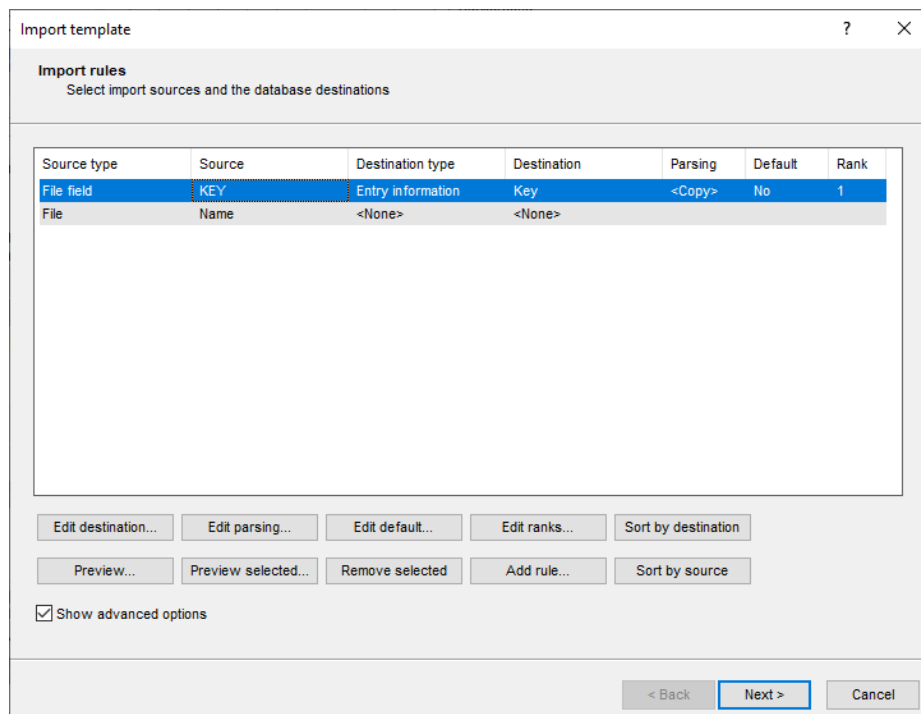 Import template
?
Import rules
Select import sources and the database destinations
Source type Source Destination type Destination Parsing Default Rank
File field KEY Entry information Key <Copy> No 1
File Name <None> <None>
Edit destination... Edit parsing... Edit default... Edit ranks... Sort by destination
Preview... Preview selected... Remove selected Add rule... Sort by source
Show advanced options
< Back Next > Cancel